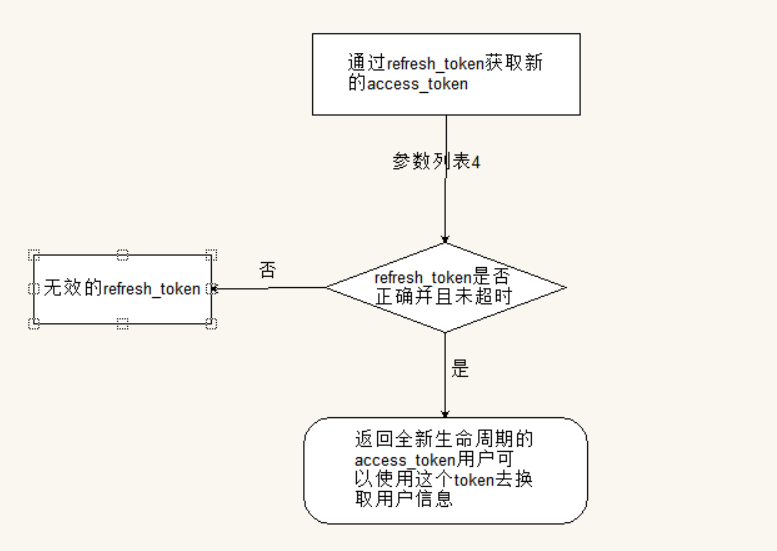 通过refresh_token获取新
的access_token
参数列表4
否
无效的refresh_token
refresh_token是否
正确并且未超时
是
返回全新生命周期的
access_token用户可
以使用这个token去换
取用户信息